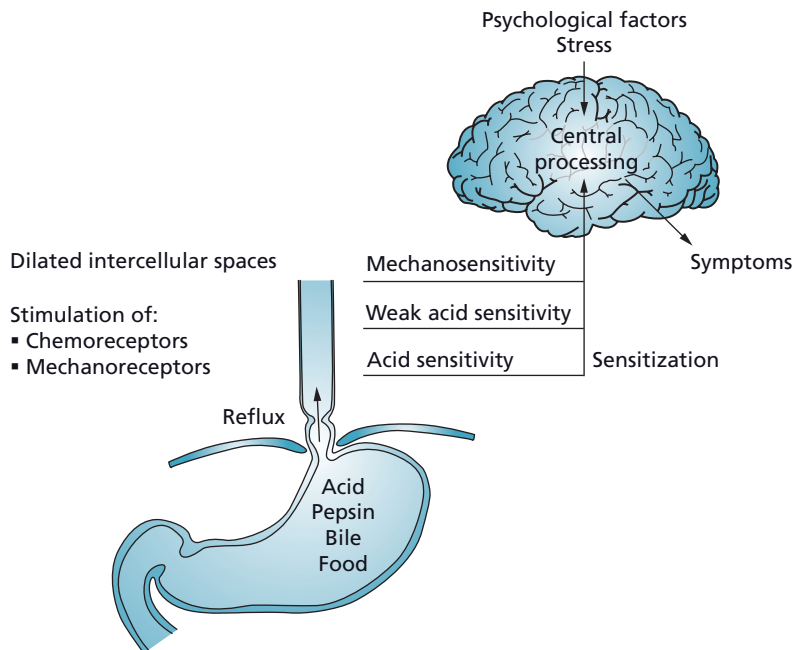 Psychological factors
Stress
Central
processing
Symptoms
Dilated intercellular spaces
Stimulation of:
▪ Chemoreceptors
▪ Mechanoreceptors
Mechanosensitivity
Weak acid sensitivity
Acid sensitivity
Sensitization
Reflux
Acid
Pepsin
Bile
Food